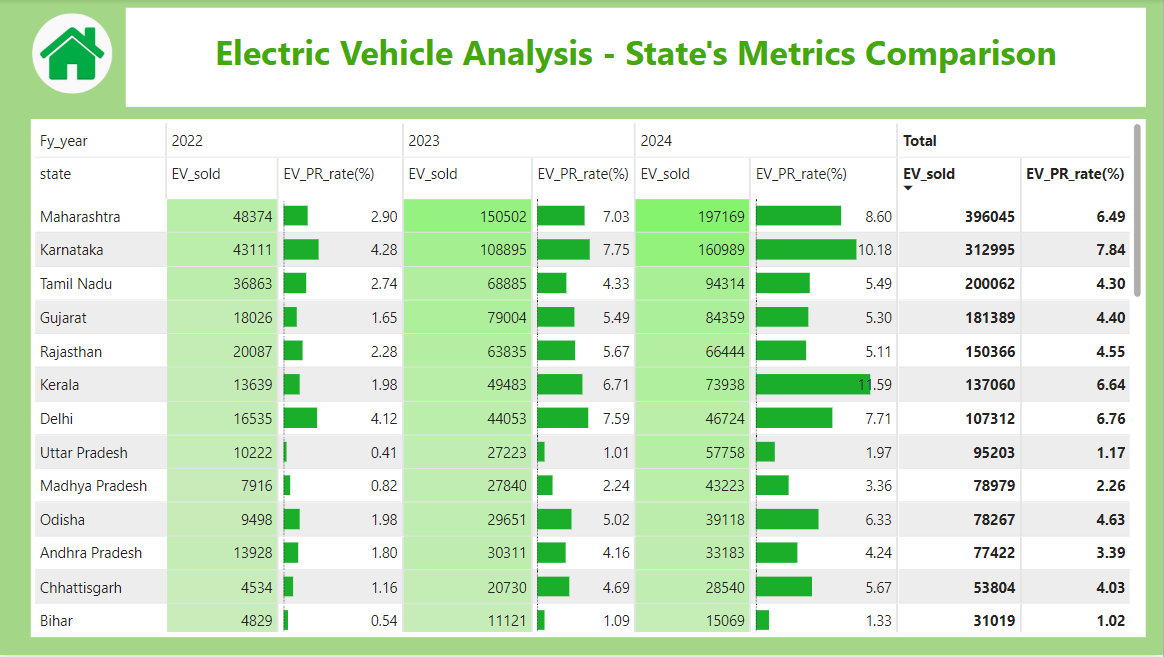 Electric Vehicle Analysis - State's Metrics Comparison
Fy_year 2022 2023 2024 Total
state EV_sold EV_PR_rate(%) EV_sold EV_PR_rate(%) EV_sold EV_PR_rate(%) EV_sold EV_PR_rate(%)
Maharashtra 48374 2.90 150502 7.03 197169 8.60 396045 6.49
Karnataka 43111 4.28 108895 7.75 160989 10.18 312995 7.84
Tamil Nadu 36863 2.74 68885 4.33 94314 5.49 200062 4.30
Gujarat 18026 1.65 79004 5.49 84359 5.30 181389 4.40
Rajasthan 20087 2.28 63835 5.67 66444 5.11 150366 4.55
Kerala 13639 1.98 49483 6.71 73938 11.59 137060 6.64
Delhi 16535 4.12 44053 7.59 46724 7.71 107312 6.76
Uttar Pradesh 10222 0.41 27223 1.01 57758 1.97 95203 1.17
Madhya Pradesh 7916 0.82 27840 2.24 43223 3.36 78979 2.26
Odisha 9498 1.98 29651 5.02 39118 6.33 78267 4.63
Andhra Pradesh 13928 1.80 30311 4.16 33183 4.24 77422 3.39
Chhattisgarh 4534 1.16 20730 4.69 28540 5.67 53804 4.03
Bihar 4829 0.54 11121 1.09 15069 1.33 31019 1.02